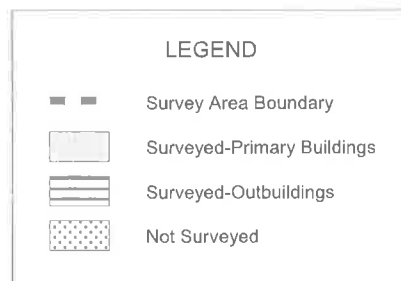 LEGEND
Survey Area Boundary
Surveyed-Primary Buildings
Surveyed-Outbuildings
Not Surveyed